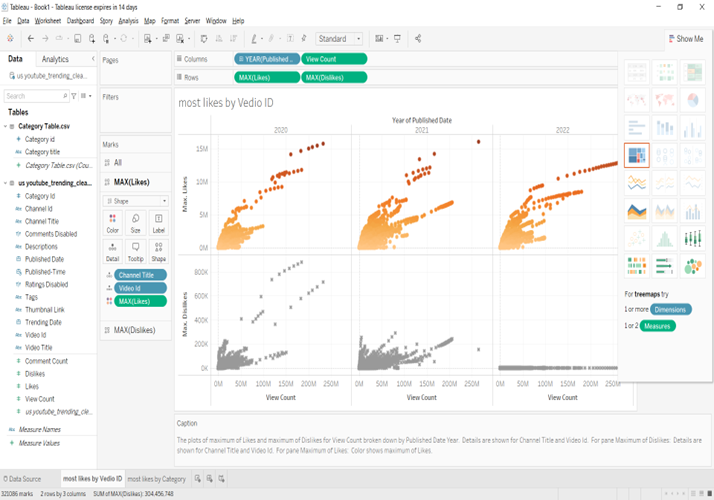 Tableau - Book1 - Tableau license expires in 14 days
File Data Worksheet Dashboard Story Analysis Map Format Server Window Help
Standard
Show Me
Data Analytics
us youtube_trending_clea...
Search
Tables
Category Table.csv
Category id
Category title
Category Table.csv (Cou...
us youtube_trending_clea...
Category Id
Channel Id
Channel Title
Comments Disabled
Descriptions
Published Date
Published-Time
Ratings Disabled
Tags
Thumbnail Link
Trending Date
Video Id
Video Title
Comment Count
Dislikes
Likes
View Count
us youtube_trending_cle...
Measure Names
Measure Values
Pages
Filters
Marks
All
MAX(Likes)
Shape
Color Size Label
Detail Tooltip Shape
Channel Title
Video Id
MAX(Likes)
MAX(Dislikes)
Columns YEAR(Published ... View Count
Rows MAX(Likes) MAX(Dislikes)
most likes by Vedio ID
Year of Published Date
2020 2021 2022
Max. Likes
15M
10M
5M
0M
Max. Dislikes
800K
600K
400K
200K
0K
0M 50M 100M 150M 200M 250M 0M 50M 100M 150M 200M 250M 0M 50M 100M 150M 200M 250M
View Count View Count View Count
For treemaps try
1 or more Dimensions
1 or 2 Measures
Caption
The plots of maximum of Likes and maximum of Dislikes for View Count broken down by Published Date Year. Details are shown for Channel Title and Video Id. For pane Maximum of Dislikes: Details are
shown for Channel Title and Video Id. For pane Maximum of Likes: Color shows maximum of Likes.
Data Source most likes by Vedio ID most likes by Category
321086 marks 2 rows by 3 columns SUM of MAX(Dislikes): 304,456,748